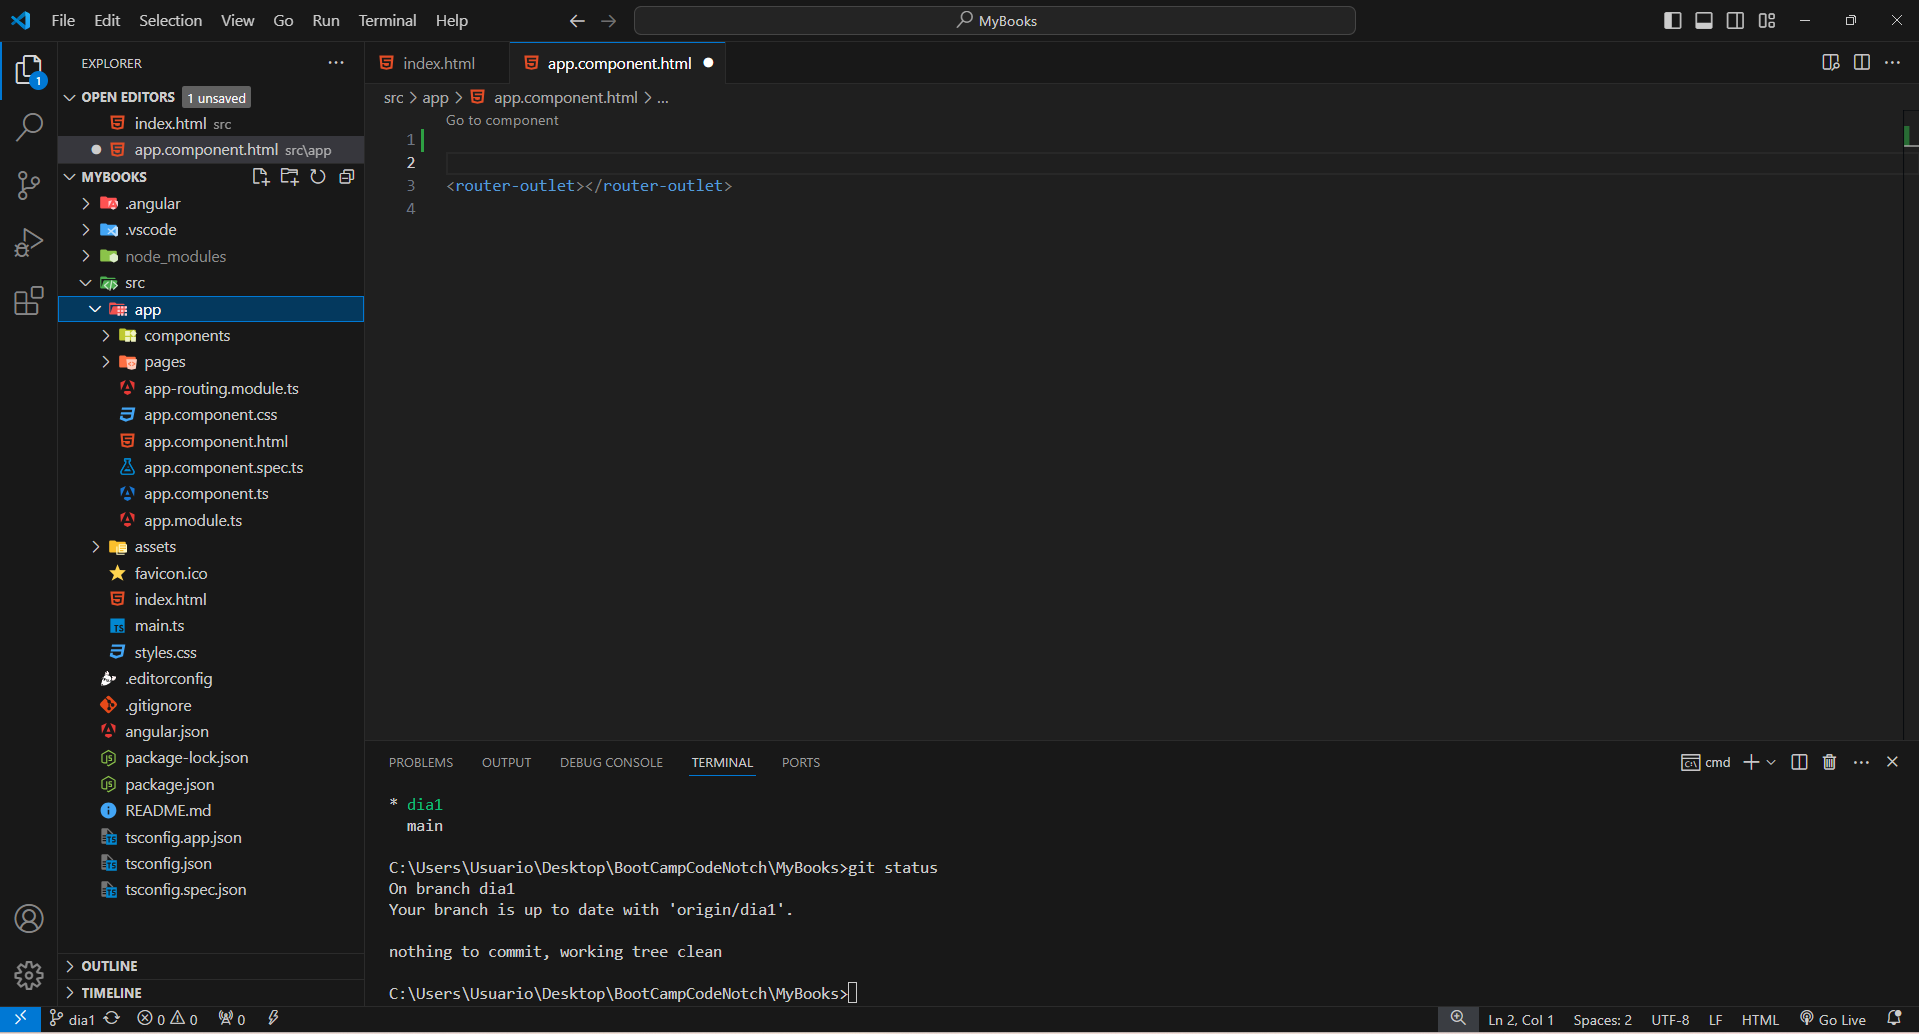 File Edit Selection View Go Run Terminal Help
MyBooks
EXPLORER
OPEN EDITORS 1 unsaved
index.html src
app.component.html src\app
MYBOOKS
.angular
.vscode
node_modules
src
app
components
pages
app-routing.module.ts
app.component.css
app.component.html
app.component.spec.ts
app.component.ts
app.module.ts
assets
favicon.ico
index.html
main.ts
styles.css
.editorconfig
.gitignore
angular.json
package-lock.json
package.json
README.md
tsconfig.app.json
tsconfig.json
tsconfig.spec.json
OUTLINE
TIMELINE
1
index.html app.component.html
src > app > app.component.html > ...
Go to component
1
2
3 <router-outlet></router-outlet>
4
PROBLEMS OUTPUT DEBUG CONSOLE TERMINAL PORTS
cmd
* dia1
main
C:\Users\Usuario\Desktop\BootCampCodeNotch\MyBooks>git status
On branch dia1
Your branch is up to date with 'origin/dia1'.
nothing to commit, working tree clean
C:\Users\Usuario\Desktop\BootCampCodeNotch\MyBooks>
dia1 0 0 0 Ln 2, Col 1 Spaces: 2 UTF-8 LF HTML Go Live